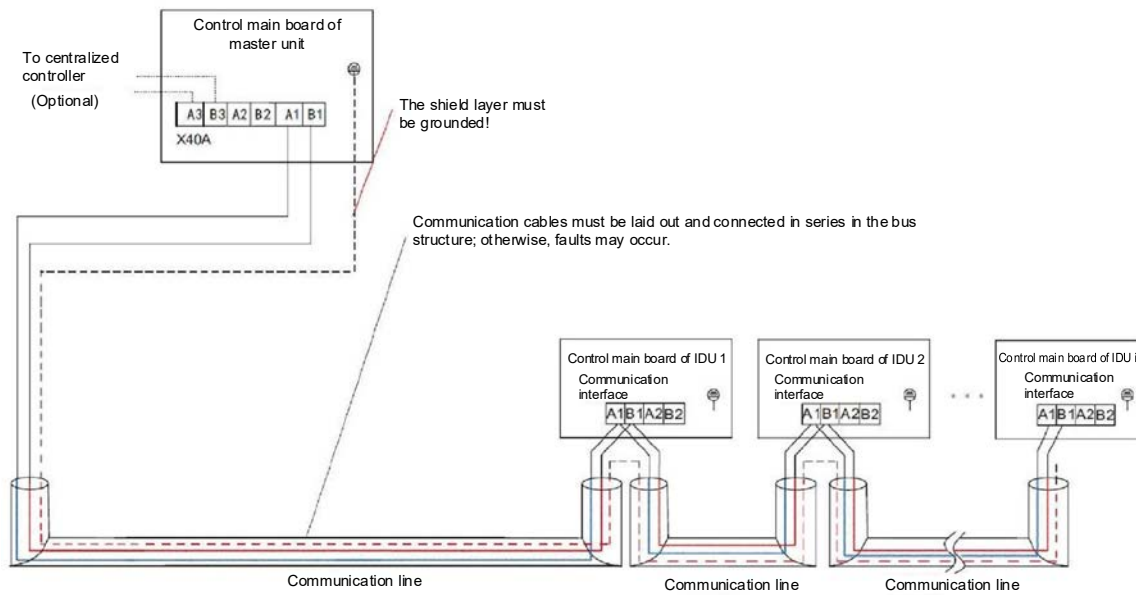 Control main board of
master unit
To centralized
controller
(Optional)
A3 B3 A2 B2 A1 B1
X40A
The shield layer must
be grounded!
Communication cables must be laid out and connected in series in the bus
structure; otherwise, faults may occur.
Control main board of IDU 1
Communication
interface
A1 B1 A2 B2
Control main board of IDU 2
Communication
interface
A1 B1 A2 B2
Control main board of IDU i
Communication
interface
A1 B1 A2 B2
Communication line
Communication line
Communication line